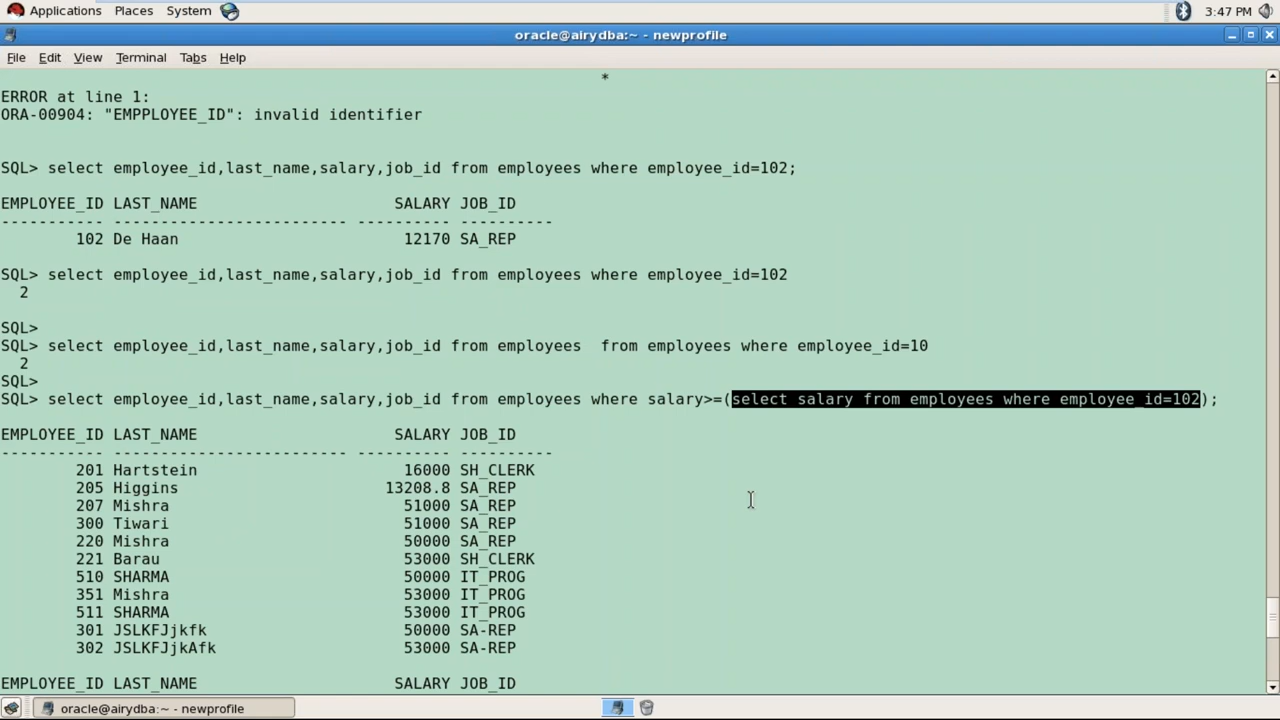 Applications Places System 3:47 PM
oracle@airydba:~ - newprofile
File Edit View Terminal Tabs Help
*
ERROR at line 1:
ORA-00904: "EMPPLOYEE_ID": invalid identifier
SQL> select employee_id,last_name,salary,job_id from employees where employee_id=102;
EMPLOYEE_ID LAST_NAME                     SALARY JOB_ID
----------- ------------------------- ---------- ----------
        102 De Haan                        12170 SA_REP
SQL> select employee_id,last_name,salary,job_id from employees where employee_id=102
  2
SQL>
SQL> select employee_id,last_name,salary,job_id from employees  from employees where employee_id=10
  2
SQL>
SQL> select employee_id,last_name,salary,job_id from employees where salary>=(select salary from employees where employee_id=102);
EMPLOYEE_ID LAST_NAME                     SALARY JOB_ID
----------- ------------------------- ---------- ----------
        201 Hartstein                      16000 SH_CLERK
        205 Higgins                      13208.8 SA_REP
        207 Mishra                         51000 SA_REP
        300 Tiwari                         51000 SA_REP
        220 Mishra                         50000 SA_REP
        221 Barau                          53000 SH_CLERK
        510 SHARMA                         50000 IT_PROG
        351 Mishra                         53000 IT_PROG
        511 SHARMA                         53000 IT_PROG
        301 JSLKFJjkfk                     50000 SA-REP
        302 JSLKFJjkAfk                    53000 SA-REP
EMPLOYEE_ID LAST_NAME                     SALARY JOB_ID
oracle@airydba:~ - newprofile